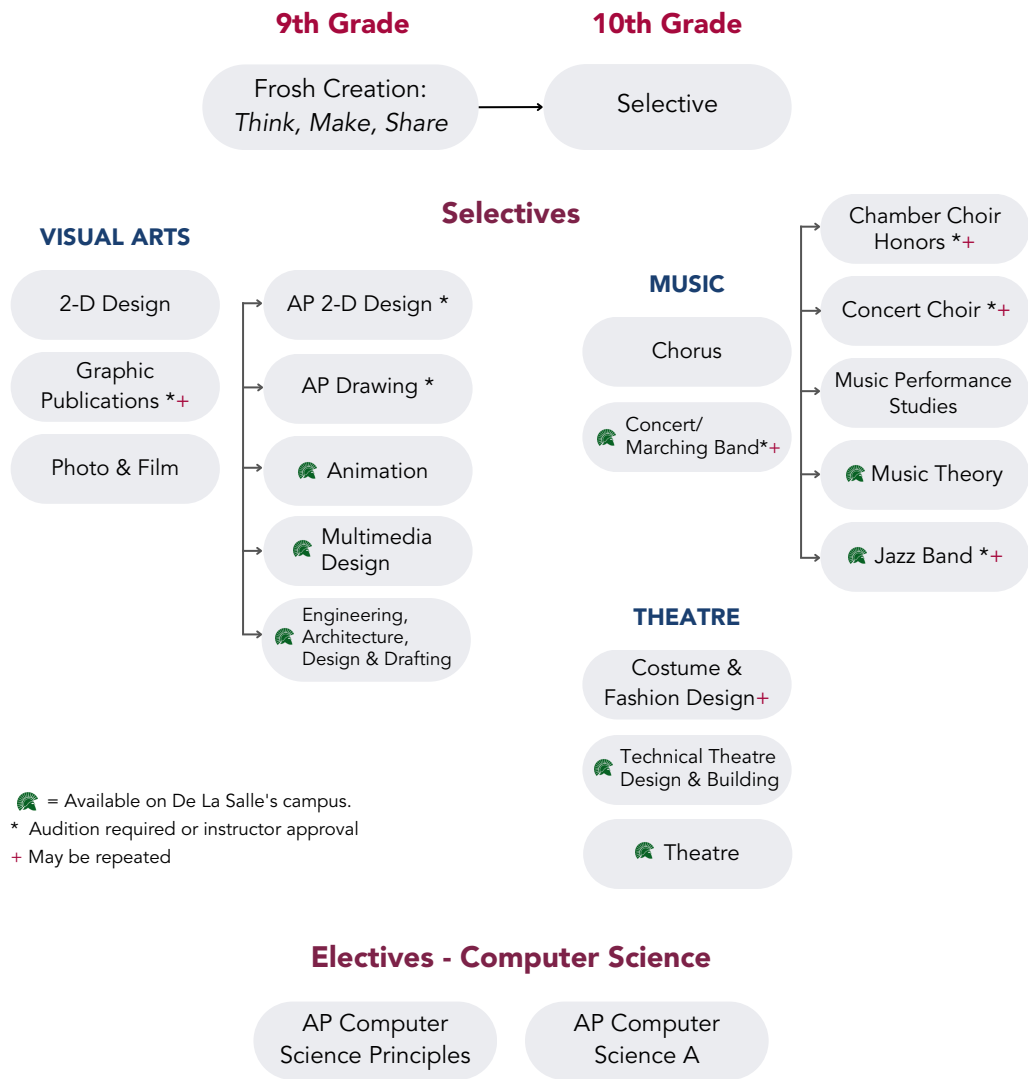 9th Grade
10th Grade
Frosh Creation:
Think, Make, Share
Selective
Selectives
VISUAL ARTS
2-D Design
Graphic
Publications *+
Photo & Film
AP 2-D Design *
AP Drawing *
Animation
Multimedia
Design
Engineering,
Architecture,
Design & Drafting
MUSIC
Chorus
Concert/
Marching Band*+
Chamber Choir
Honors *+
Concert Choir *+
Music Performance
Studies
Music Theory
Jazz Band *+
THEATRE
Costume &
Fashion Design+
Technical Theatre
Design & Building
Theatre
= Available on De La Salle's campus.
* Audition required or instructor approval
+ May be repeated
Electives - Computer Science
AP Computer
Science Principles
AP Computer
Science A